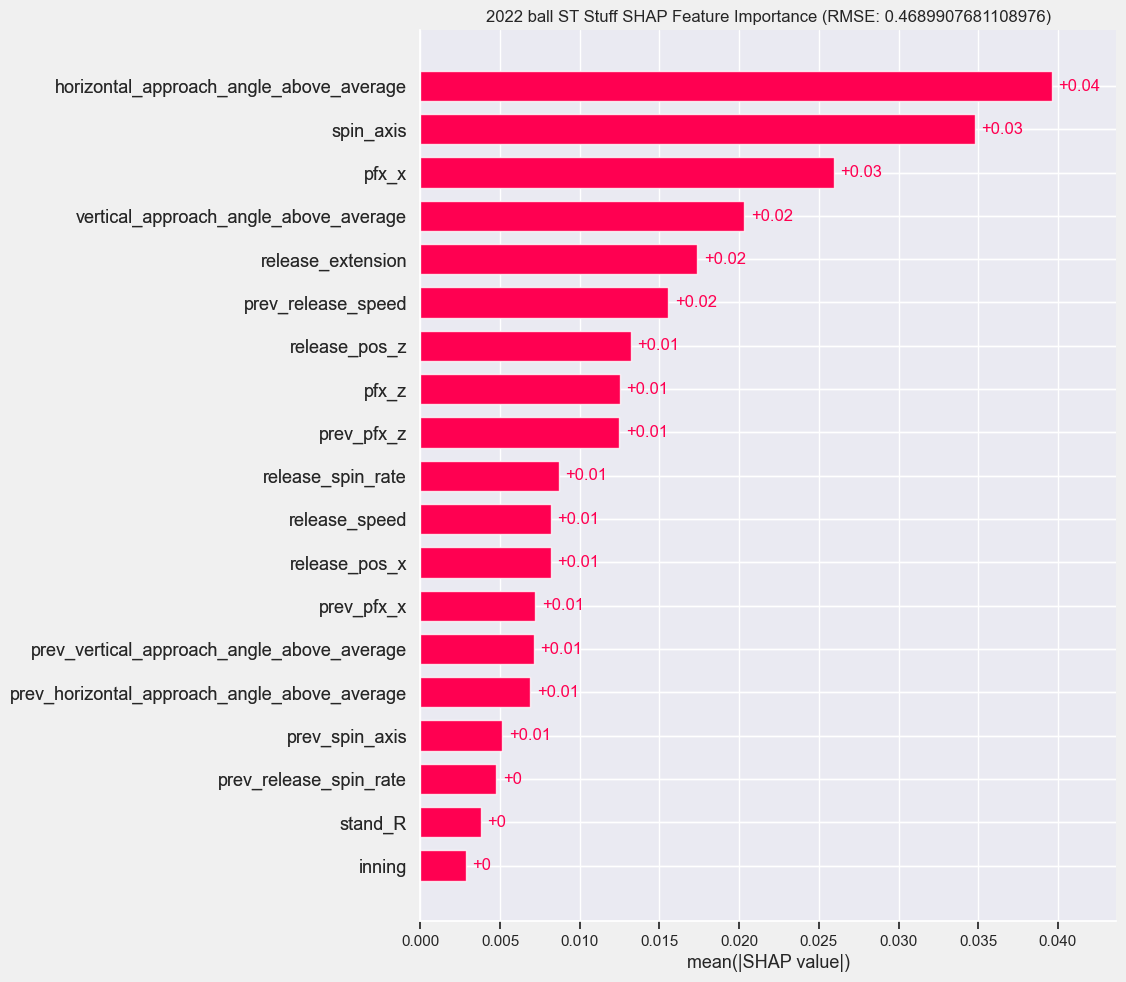 2022 ball ST Stuff SHAP Feature Importance (RMSE: 0.4689907681108976)
horizontal_approach_angle_above_average +0.04
spin_axis +0.03
pfx_x +0.03
vertical_approach_angle_above_average +0.02
release_extension +0.02
prev_release_speed +0.02
release_pos_z +0.01
pfx_z +0.01
prev_pfx_z +0.01
release_spin_rate +0.01
release_speed +0.01
release_pos_x +0.01
prev_pfx_x +0.01
prev_vertical_approach_angle_above_average +0.01
prev_horizontal_approach_angle_above_average +0.01
prev_spin_axis +0.01
prev_release_spin_rate +0
stand_R +0
inning +0
0.000 0.005 0.010 0.015 0.020 0.025 0.030 0.035 0.040
mean(|SHAP value|)